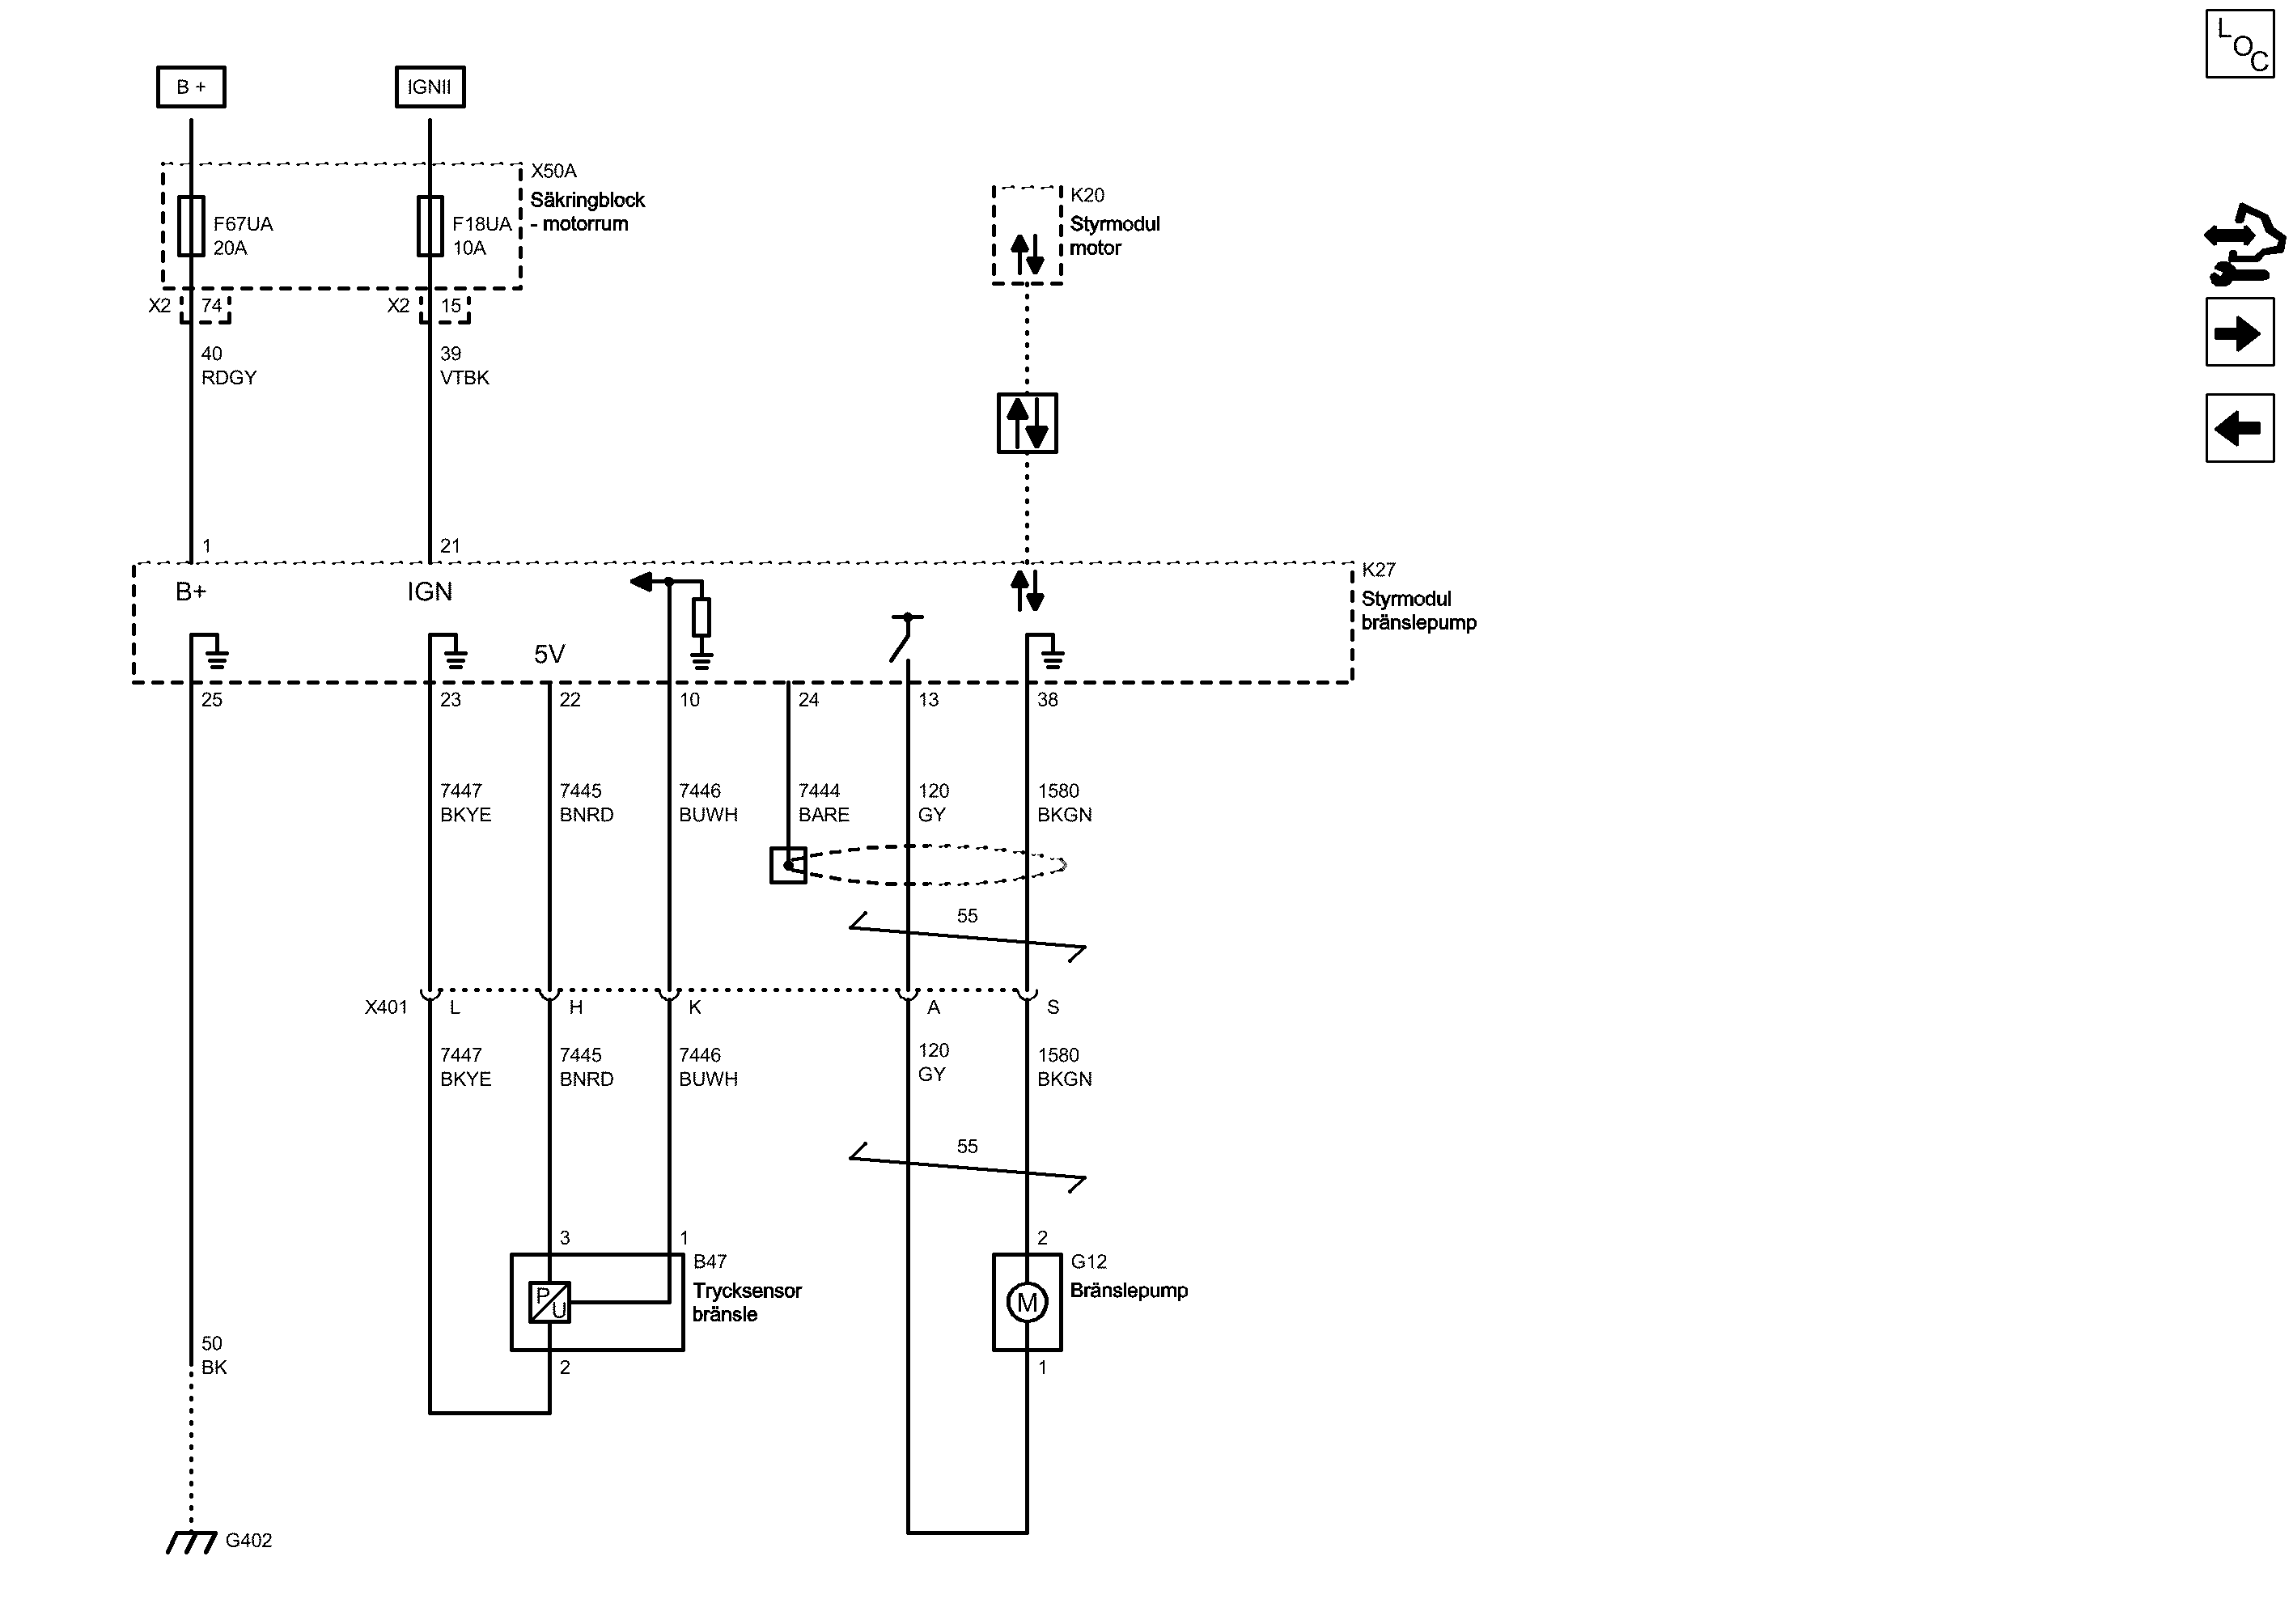 LOC
B +
IGNII
X50A
Säkringblock
- motorrum
F67UA
20A
F18UA
10A
K20
Styrmodul
motor
X2
74
X2
15
40
RDGY
39
VTBK
1
21
K27
Styrmodul
bränslepump
B+
IGN
5V
25
23
22
10
24
13
38
7447
BKYE
7445
BNRD
7446
BUWH
7444
BARE
120
GY
1580
BKGN
55
X401
L
H
K
A
S
7447
BKYE
7445
BNRD
7446
BUWH
120
GY
1580
BKGN
55
3
1
2
B47
Trycksensor
bränsle
P
U
G12
Bränslepump
M
50
BK
2
1
G402